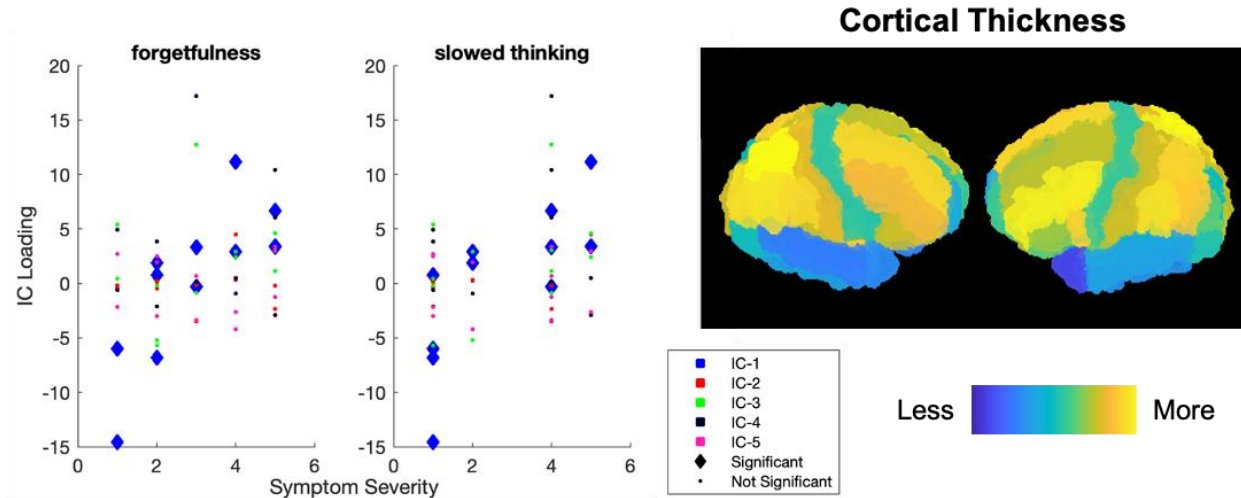 Cortical Thickness
forgetfulness
slowed thinking
20
15
10
5
0
-5
-10
-15
IC Loading
0
2
4
6
20
15
10
5
0
-5
-10
-15
0
2
4
6
Symptom Severity
IC-1
IC-2
IC-3
IC-4
IC-5
Significant
Not Significant
Less
More